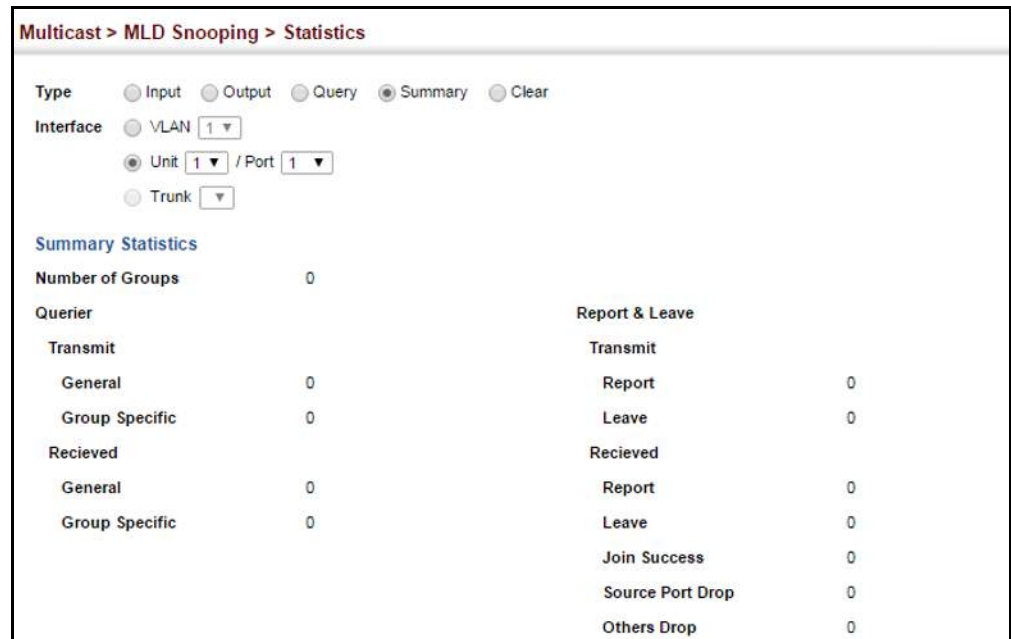 Multicast > MLD Snooping > Statistics
Type Input Output Query Summary Clear
Interface VLAN 1
Unit 1 / Port 1
Trunk
Summary Statistics
Number of Groups 0
Querier Report & Leave
Transmit Transmit
General 0 Report 0
Group Specific 0 Leave 0
Recieved Recieved
General 0 Report 0
Group Specific 0 Leave 0
Join Success 0
Source Port Drop 0
Others Drop 0